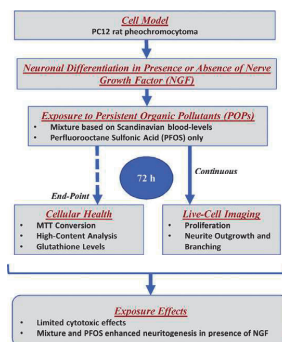 Cell Model
PC12 rat pheochromocytoma
Neuronal Differentiation in Presence or Absence of Nerve
Growth Factor (NGF)
Exposure to Persistent Organic Pollutants (POPs)
• Mixture based on Scandinavian blood-levels
• Perfluorooctane Sulfonic Acid (PFOS) only
72 h
End-Point
Continuous
Cellular Health
• MTT Conversion
• High-Content Analysis
• Glutathione Levels
Live-Cell Imaging
• Proliferation
• Neurite Outgrowth and
Branching
Exposure Effects
• Limited cytotoxic effects
• Mixture and PFOS enhanced neuritogenesis in presence of NGF